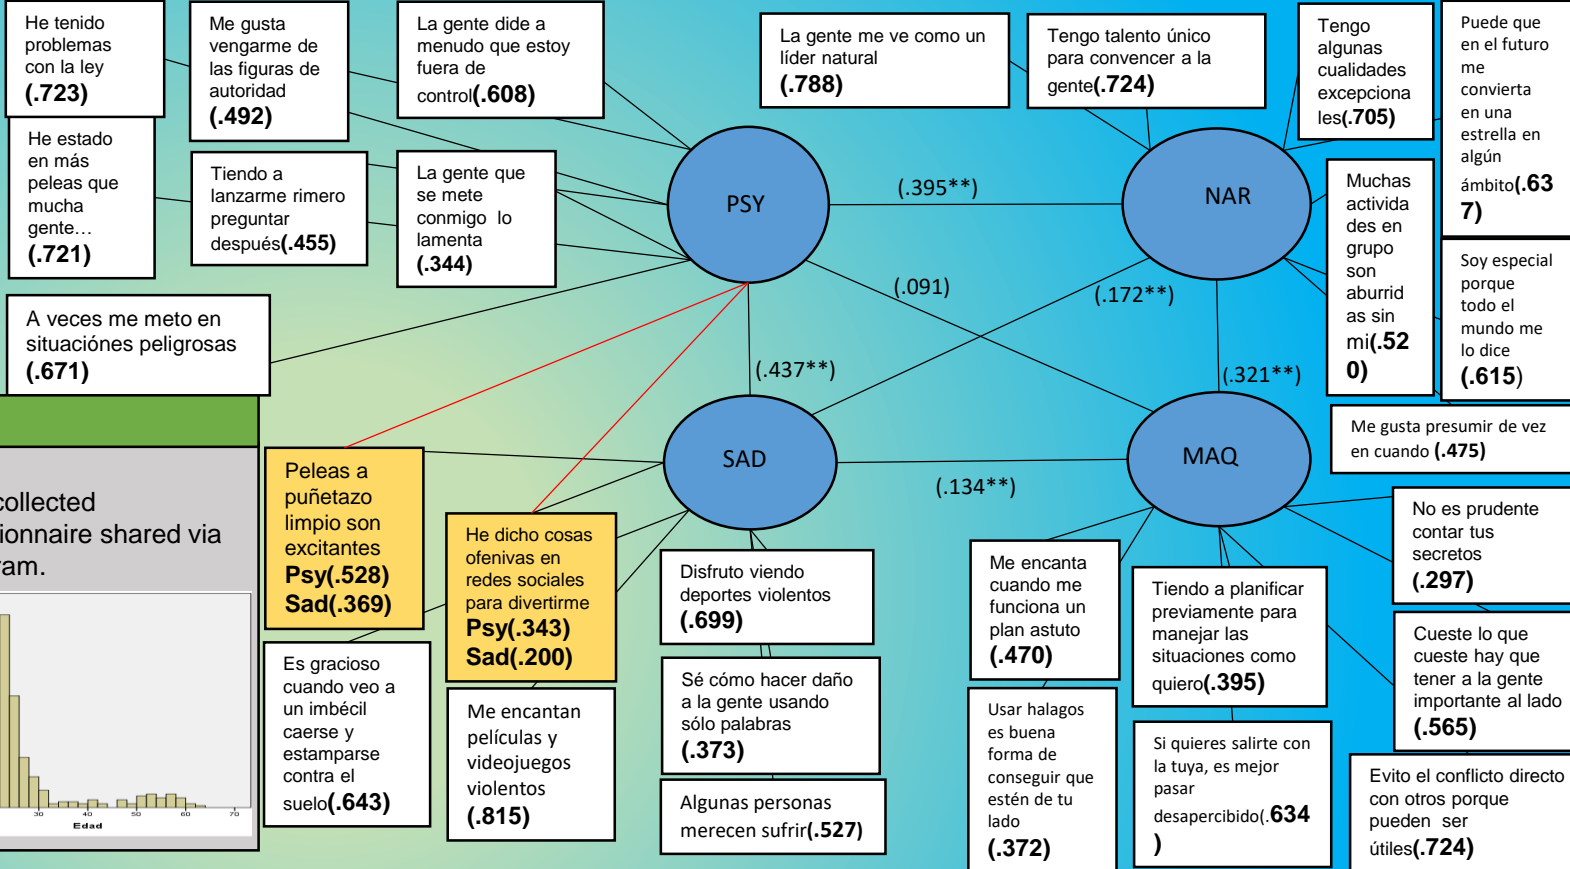 He tenido
problemas
con la ley
(.723)
Me gusta
vengarme de
las figuras de
autoridad
(.492)
La gente dide a
menudo que estoy
fuera de
control(.608)
La gente me ve como un
líder natural
(.788)
Tengo talento único
para convencer a la
gente(.724)
Tengo
algunas
cualidades
excepciona
les(.705)
Puede que
en el futuro
me
convierta
en una
estrella en
algún
ámbito(.63
7)
He estado
en más
peleas que
mucha
gente…
(.721)
Tiendo a
lanzarme rimero
preguntar
después(.455)
La gente que
se mete
conmigo lo
lamenta
(.344)
PSY
(.395**)
NAR
Muchas
activida
des en
grupo
son
aburrid
as sin
mi(.52
0)
Soy especial
porque
todo el
mundo me
lo dice
(.615)
A veces me meto en
situaciónes peligrosas
(.671)
(.091)
(.172**)
(.437**)
(.321**)
Me gusta presumir de vez
en cuando (.475)
SAD
(.134**)
MAQ
collected
ionnaire shared via
ram.
30 40 50 60 70
Edad
Peleas a
puñetazo
limpio son
excitantes
Psy(.528)
Sad(.369)
He dicho cosas
ofenivas en
redes sociales
para divertirme
Psy(.343)
Sad(.200)
Disfruto viendo
deportes violentos
(.699)
Me encanta
cuando me
funciona un
plan astuto
(.470)
Tiendo a planificar
previamente para
manejar las
situaciones como
quiero(.395)
No es prudente
contar tus
secretos
(.297)
Es gracioso
cuando veo a
un imbécil
caerse y
estamparse
contra el
suelo(.643)
Me encantan
películas y
videojuegos
violentos
(.815)
Sé cómo hacer daño
a la gente usando
sólo palabras
(.373)
Algunas personas
merecen sufrir(.527)
Usar halagos
es buena
forma de
conseguir que
estén de tu
lado
(.372)
Si quieres salirte con
la tuya, es mejor
pasar
desapercibido(.634
)
Cueste lo que
cueste hay que
tener a la gente
importante al lado
(.565)
Evito el conflicto directo
con otros porque
pueden ser
útiles(.724)